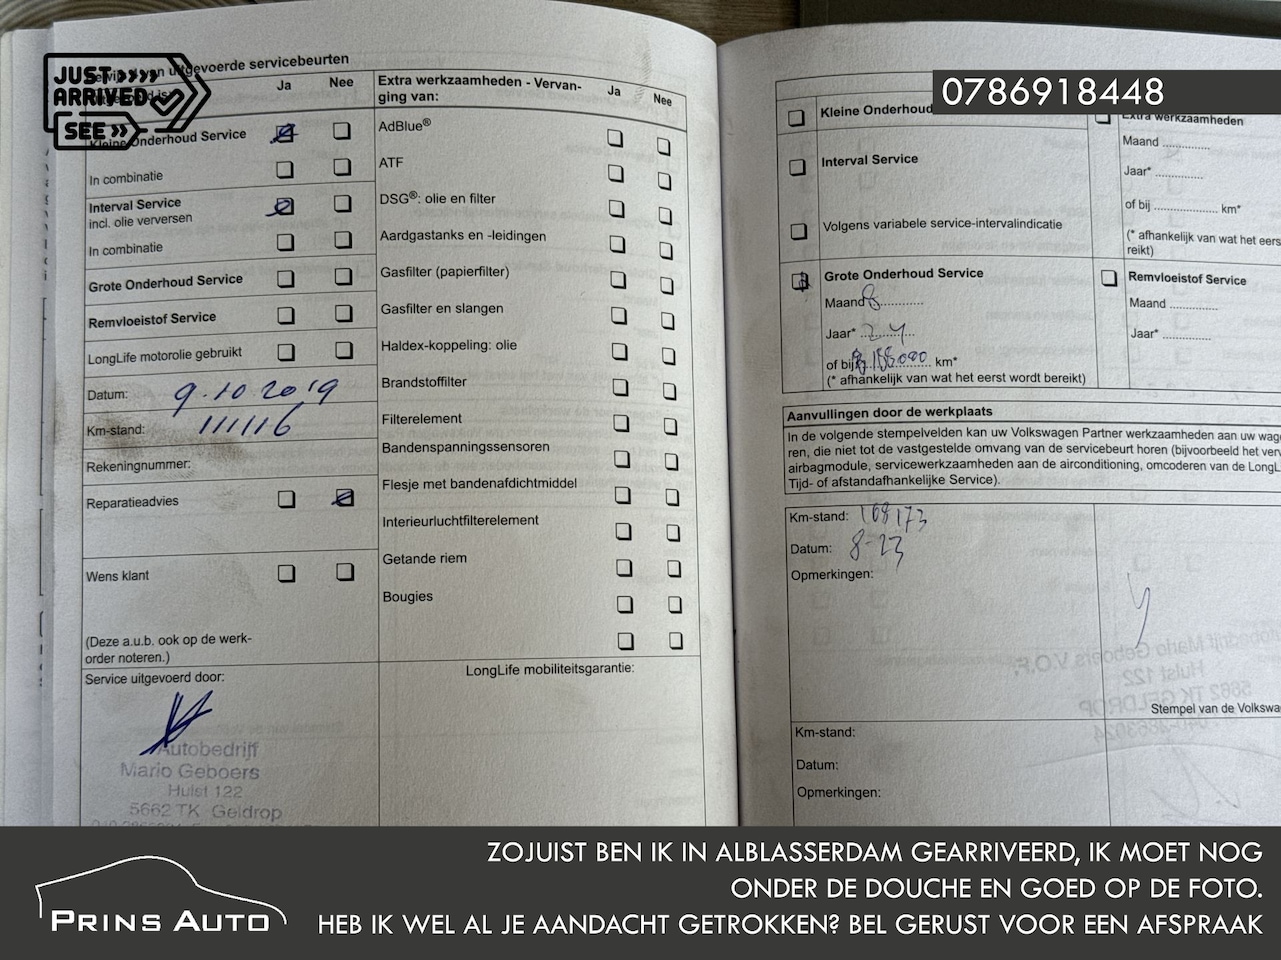 JUST
ARRIVED
SEE
uitgevoerde servicebeurten
Ja
Nee
Kleine Onderhoud Service
In combinatie
Interval Service
incl. olie verversen
In combinatie
Grote Onderhoud Service
Remvloeistof Service
LongLife motorolie gebruikt
Datum: 9.10.2019
Km-stand: 111116
Rekeningnummer:
Reparatieadvies
Wens klant
(Deze a.u.b. ook op de werk-
order noteren.)
Service uitgevoerd door:
Autobedrijf
Mario Geboers
Hulst 122
5662 TK Geldrop
Extra werkzaamheden - Vervan-
ging van:
Ja
Nee
AdBlue®
ATF
DSG®: olie en filter
Aardgastanks en -leidingen
Gasfilter (papierfilter)
Gasfilter en slangen
Haldex-koppeling: olie
Brandstoffilter
Filterelement
Bandenspanningssensoren
Flesje met bandenafdichtmiddel
Interieurluchtfilterelement
Getande riem
Bougies
LongLife mobiliteitsgarantie:
0786918448
Kleine Onderhoud
Interval Service
Volgens variabele service-intervalindicatie
Grote Onderhoud Service
Maand 8
Jaar* 24
of bij 188.000 km*
(* afhankelijk van wat het eerst wordt bereikt)
Extra werkzaamheden
Maand
Jaar*
of bij km*
(* afhankelijk van wat het eers
reikt)
Remvloeistof Service
Maand
Jaar*
Aanvullingen door de werkplaats
In de volgende stempelvelden kan uw Volkswagen Partner werkzaamheden aan uw wage
ren, die niet tot de vastgestelde omvang van de servicebeurt horen (bijvoorbeeld het verv
airbagmodule, servicewerkzaamheden aan de airconditioning, omcoderen van de LongL
Tijd- of afstandafhankelijke Service).
Km-stand: 168173
Datum: 8-23
Opmerkingen:
Stempel van de Volkswa
Km-stand:
Datum:
Opmerkingen:
PRINS AUTO
ZOJUIST BEN IK IN ALBLASSERDAM GEARRIVEERD, IK MOET NOG
ONDER DE DOUCHE EN GOED OP DE FOTO.
HEB IK WEL AL JE AANDACHT GETROKKEN? BEL GERUST VOOR EEN AFSPRAAK